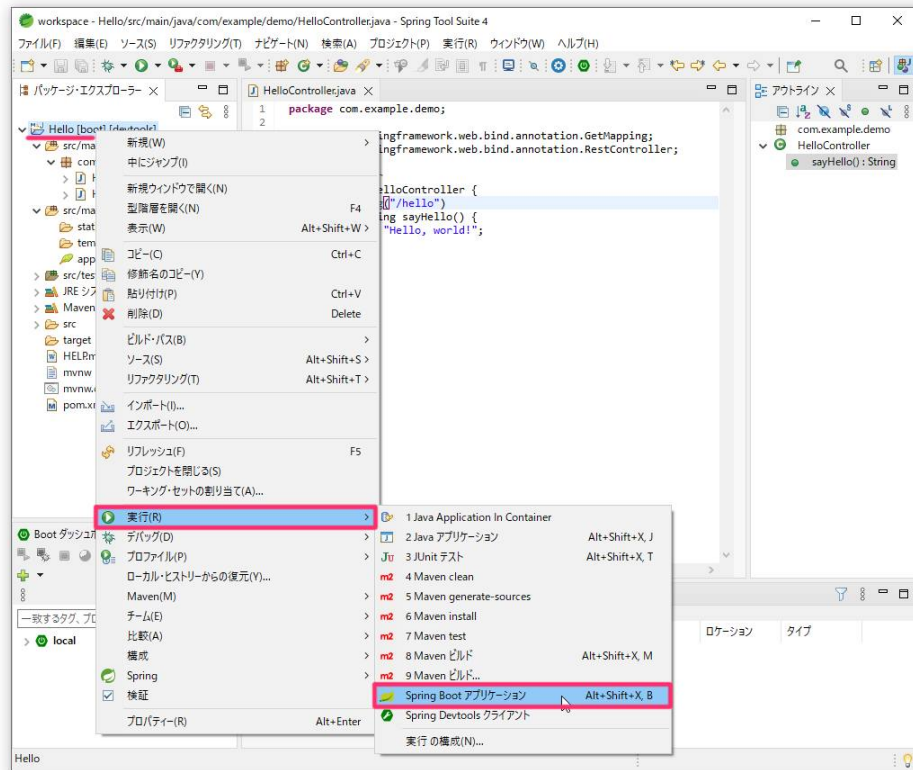 workspace - Hello/src/main/java/com/example/demo/HelloController.java - Spring Tool Suite 4
ファイル(F) 編集(E) ソース(S) リファクタリング(T) ナビゲート(N) 検索(A) プロジェクト(P) 実行(R) ウィンドウ(W) ヘルプ(H)
パッケージ・エクスプローラー
Hello [boot] [devtools]
src/ma
com
src/ma
stat
tem
app
src/tes
JRE シス
Maven
src
target
HELP.m
mvnw
mvnw.c
pom.xm
HelloController.java
1 package com.example.demo;
2
ingframework.web.bind.annotation.GetMapping;
ingframework.web.bind.annotation.RestController;
elloController {
("/hello")
ing sayHello() {
"Hello, world!";
アウトライン
com.example.demo
HelloController
sayHello() : String
新規(W)
中にジャンプ(I)
新規ウィンドウで開く(N)
型階層を開く(N) F4
表示(W) Alt+Shift+W >
コピー(C) Ctrl+C
修飾名のコピー(Y)
貼り付け(P) Ctrl+V
削除(D) Delete
ビルド・パス(B)
ソース(S) Alt+Shift+S >
リファクタリング(T) Alt+Shift+T >
インポート(I)...
エクスポート(O)...
リフレッシュ(F) F5
プロジェクトを閉じる(S)
ワーキング・セットの割り当て(A)...
実行(R)
デバッグ(D)
プロファイル(P)
ローカル・ヒストリーからの復元(Y)...
Maven(M)
チーム(E)
比較(A)
構成
Spring
検証
プロパティー(R) Alt+Enter
1 Java Application In Container
2 Java アプリケーション Alt+Shift+X, J
3 JUnit テスト Alt+Shift+X, T
4 Maven clean
5 Maven generate-sources
6 Maven install
7 Maven test
8 Maven ビルド Alt+Shift+X, M
9 Maven ビルド...
Spring Boot アプリケーション Alt+Shift+X, B
Spring Devtools クライアント
実行 の構成(N)...
Boot ダッシュボ
一致するタグ、プロ
local
ロケーション タイプ
Hello